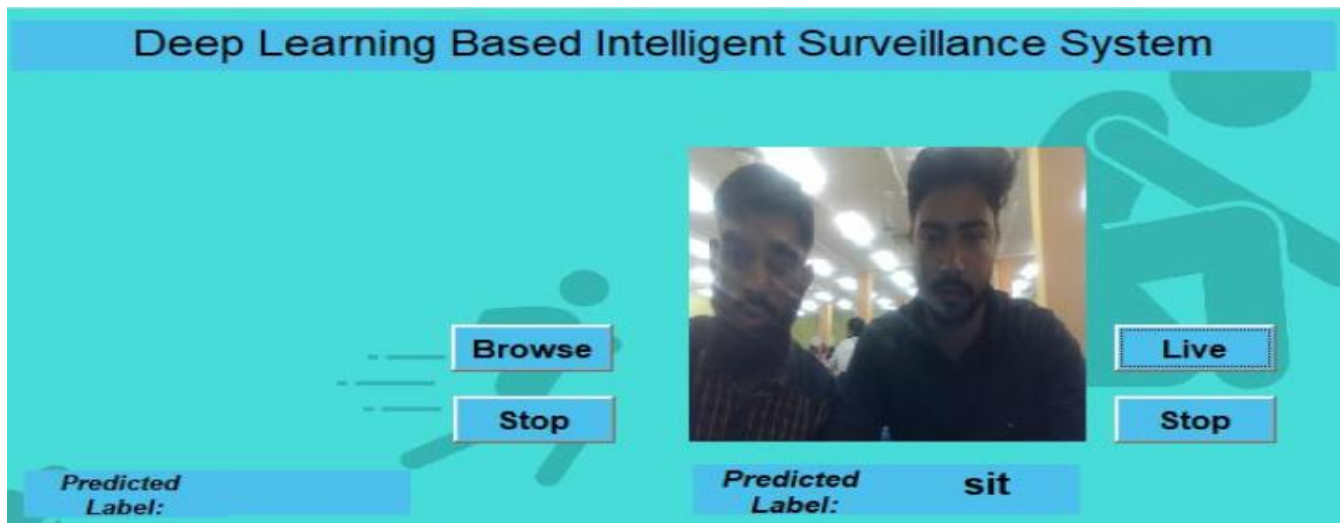 Deep Learning Based Intelligent Surveillance System
Browse
Live
Stop
Stop
Predicted
Label:
Predicted
Label:
sit